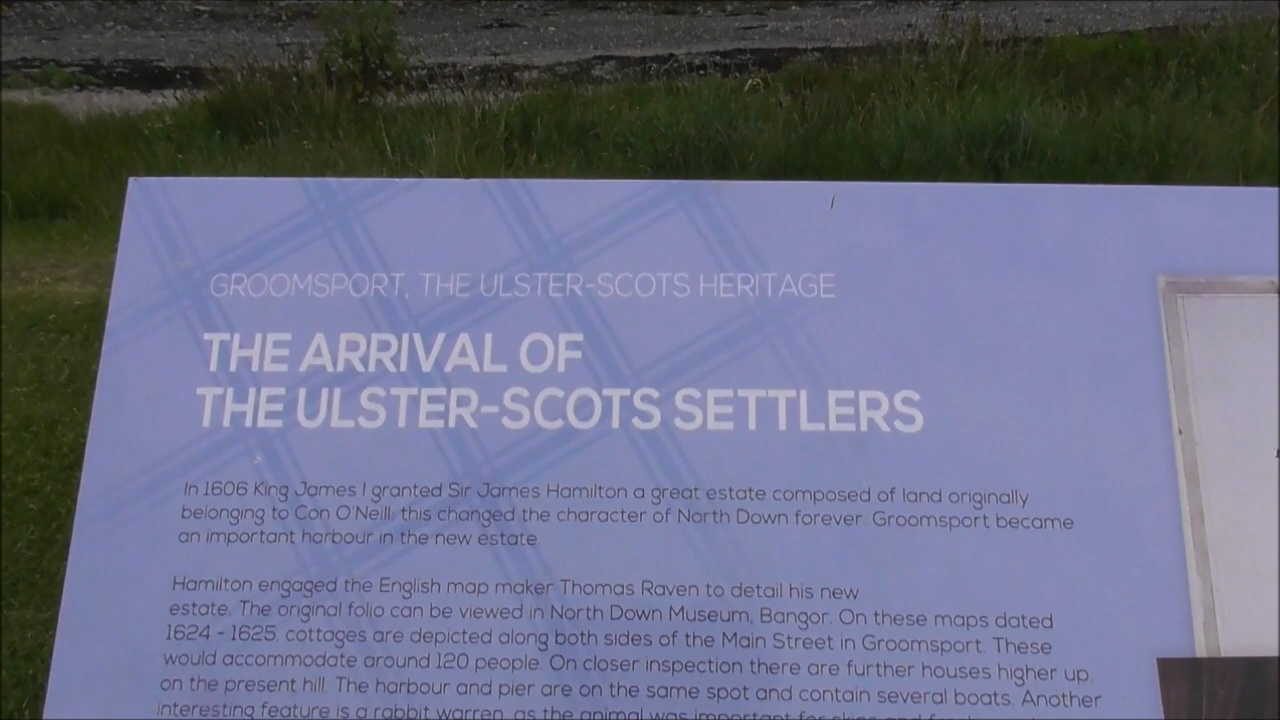 GROOMSPORT, THE ULSTER-SCOTS HERITAGE
THE ARRIVAL OF
THE ULSTER-SCOTS SETTLERS
In 1606 King James I granted Sir James Hamilton a great estate composed of land originally
belonging to Con O'Neill; this changed the character of North Down forever. Groomsport became
an important harbour in the new estate.
Hamilton engaged the English map maker Thomas Raven to detail his new
estate. The original folio can be viewed in North Down Museum, Bangor. On these maps dated
1624 - 1625, cottages are depicted along both sides of the Main Street in Groomsport. These
would accommodate around 120 people. On closer inspection there are further houses higher up,
on the present hill. The harbour and pier are on the same spot and contain several boats. Another
interesting feature is a rabbit warren, as the animal was important for skins and